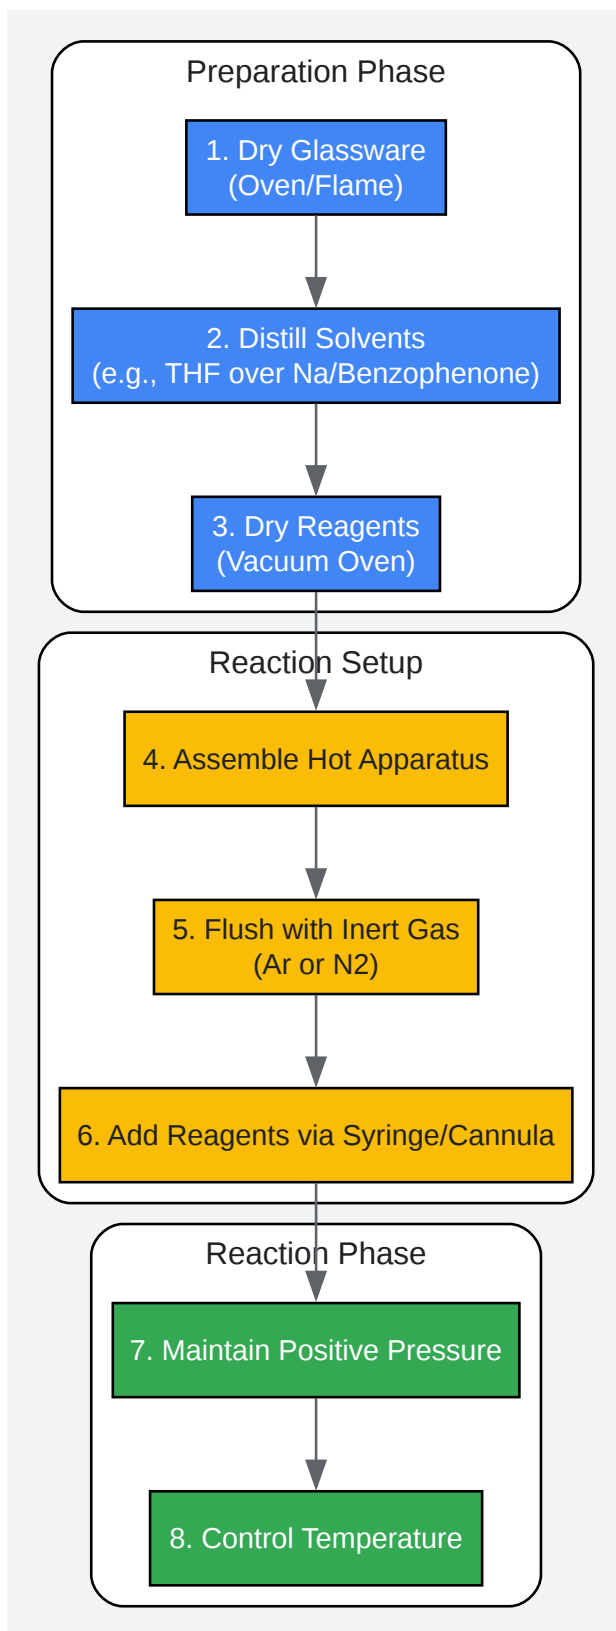 Preparation Phase
1. Dry Glassware
(Oven/Flame)
2. Distill Solvents
(e.g., THF over Na/Benzophenone)
3. Dry Reagents
(Vacuum Oven)
Reaction Setup
4. Assemble Hot Apparatus
5. Flush with Inert Gas
(Ar or N2)
6. Add Reagents via Syringe/Cannula
Reaction Phase
7. Maintain Positive Pressure
8. Control Temperature